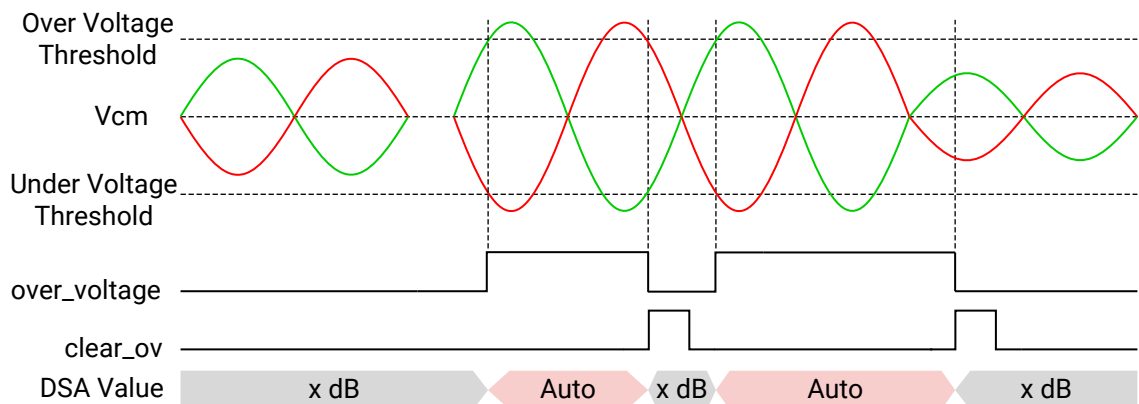 Over Voltage
Threshold
Vcm
Under Voltage
Threshold
over_voltage
clear_ov
DSA Value
x dB
Auto
x dB
Auto
x dB